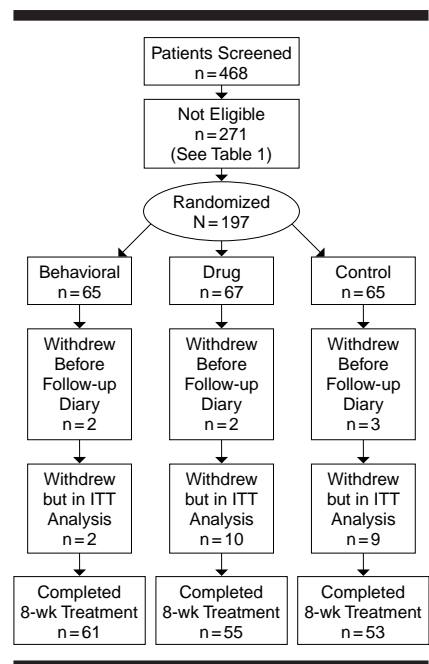 Patients Screened
n=468
Not Eligible
n=271
(See Table 1)
Randomized
N=197
Behavioral
n=65
Drug
n=67
Control
n=65
Withdrew
Before
Follow-up
Diary
n=2
Withdrew
Before
Follow-up
Diary
n=2
Withdrew
Before
Follow-up
Diary
n=3
Withdrew
but in ITT
Analysis
n=2
Withdrew
but in ITT
Analysis
n=10
Withdrew
but in ITT
Analysis
n=9
Completed
8-wk Treatment
n=61
Completed
8-wk Treatment
n=55
Completed
8-wk Treatment
n=53